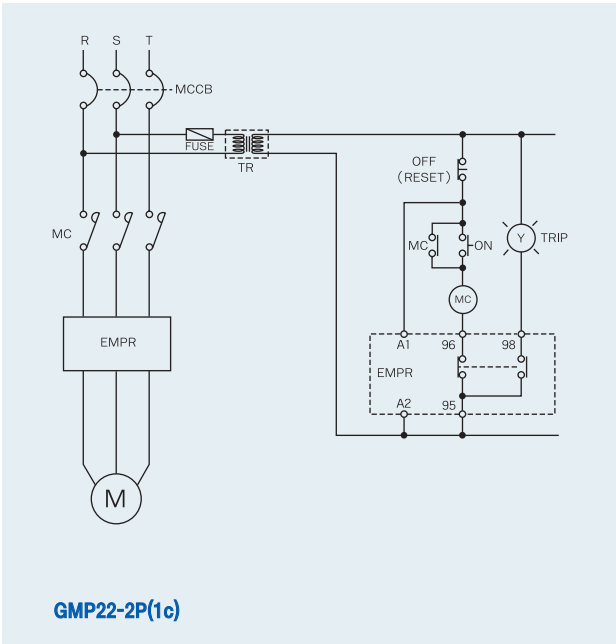 R S T
MCCB
FUSE
TR
OFF
(RESET)
MC
MC
ON
Y
TRIP
MC
EMPR
A1
96
98
EMPR
A2
95
M
GMP22-2P(1c)